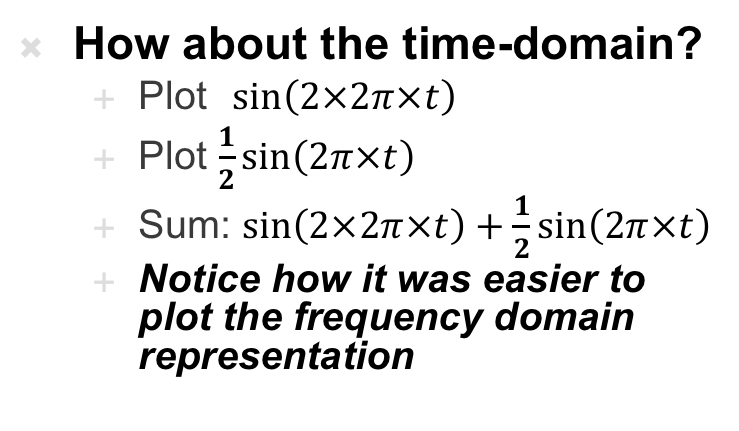 × How about the time-domain?
+ Plot sin(2×2π×t)
+ Plot 1/2 sin(2π×t)
+ Sum: sin(2×2π×t) + 1/2 sin(2π×t)
+ Notice how it was easier to
plot the frequency domain
representation